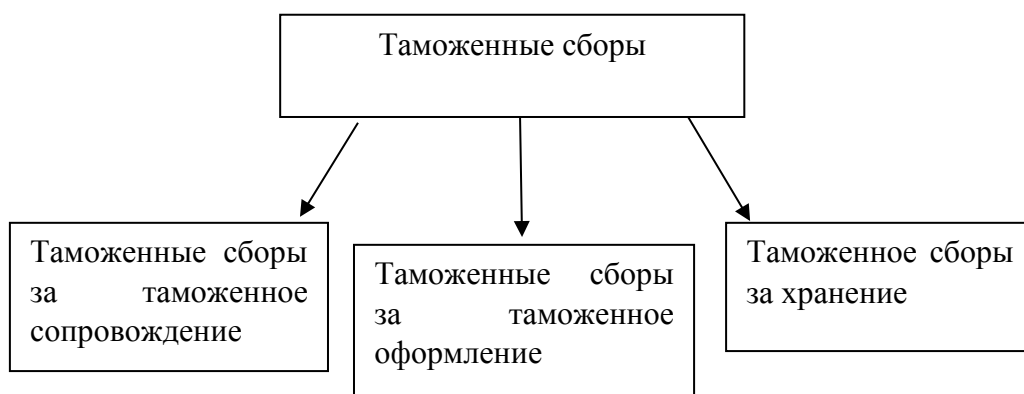 Таможенные сборы
Таможенные сборы
за таможенное
сопровождение
Таможенные сборы
за таможенное
оформление
Таможенное сборы
за хранение